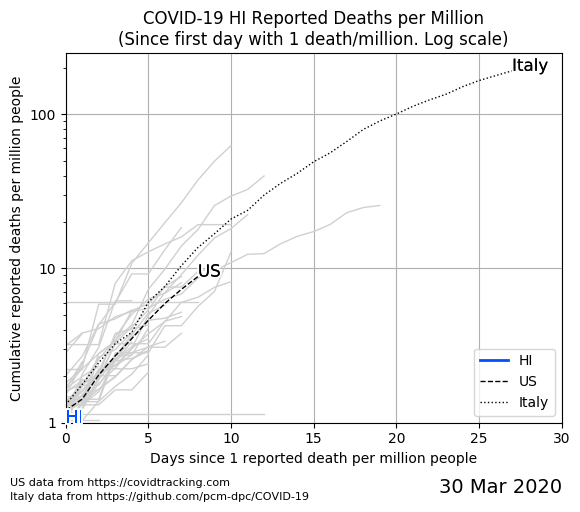 COVID-19 HI Reported Deaths per Million
(Since first day with 1 death/million. Log scale)
Cumulative reported deaths per million people
100
10
1
Italy
US
HI
HI
US
Italy
0
5
10
15
20
25
30
Days since 1 reported death per million people
US data from https://covidtracking.com
Italy data from https://github.com/pcm-dpc/COVID-19
30 Mar 2020